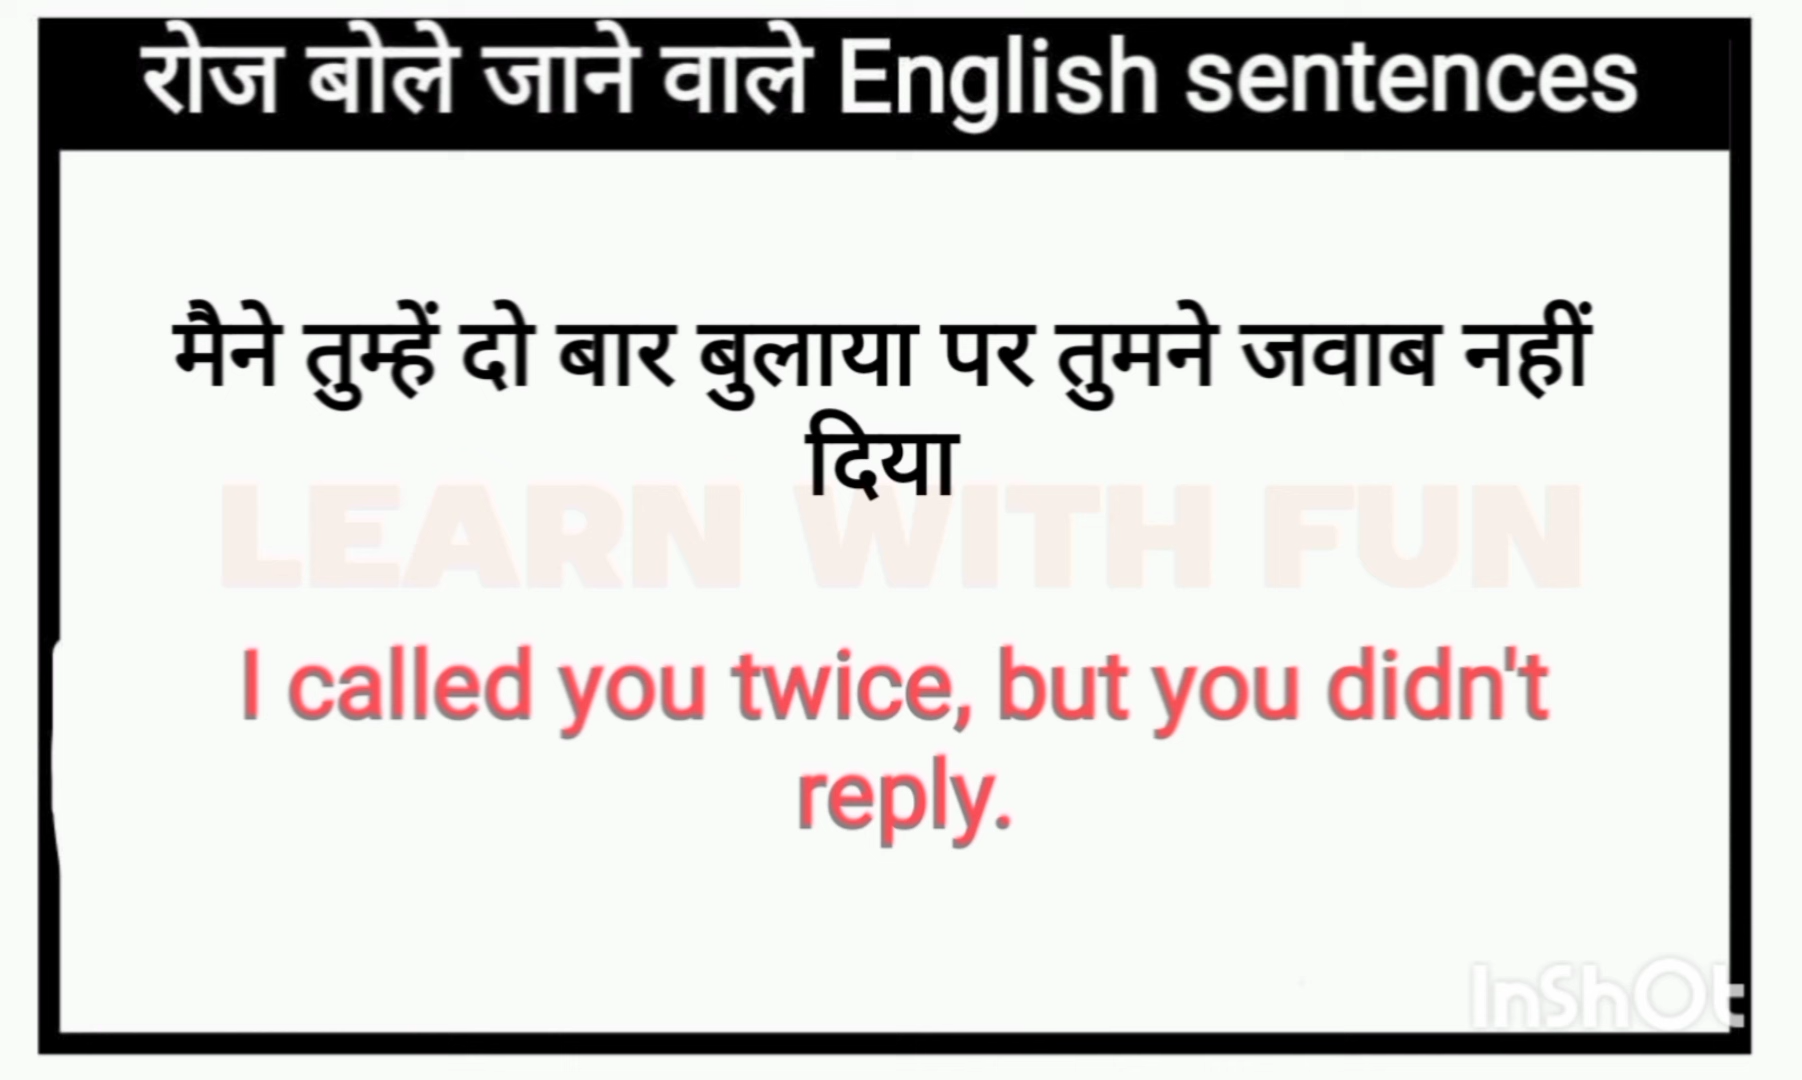 रोज बोले जाने वाले English sentences
मैने तुम्हें दो बार बुलाया पर तुमने जवाब नहीं
दिया
LEARN WITH FUN
I called you twice, but you didn't
reply.
InShOt